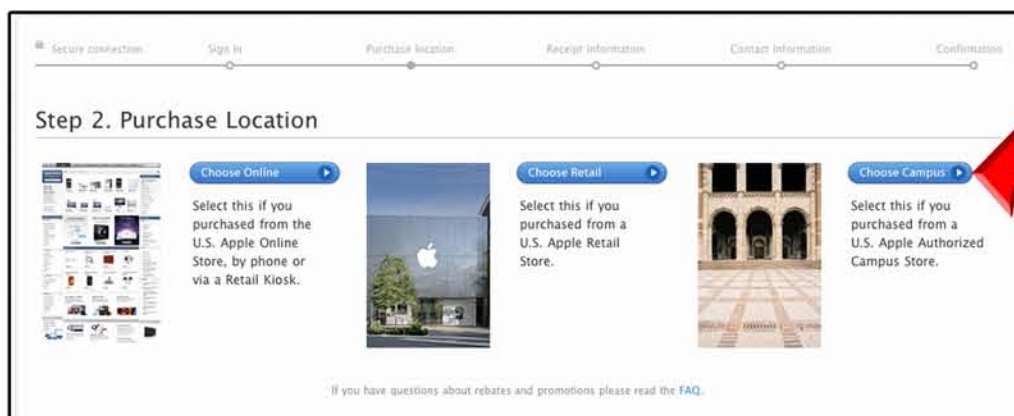 Secure connection
Sign in
Purchase location
Receipt information
Contact Information
Confirmation
Step 2. Purchase Location
Choose Online
Select this if you
purchased from the
U.S. Apple Online
Store, by phone or
via a Retail Kiosk.
Choose Retail
Select this if you
purchased from a
U.S. Apple Retail
Store.
Choose Campus
Select this if you
purchased from a
U.S. Apple Authorized
Campus Store.
If you have questions about rebates and promotions please read the FAQ.